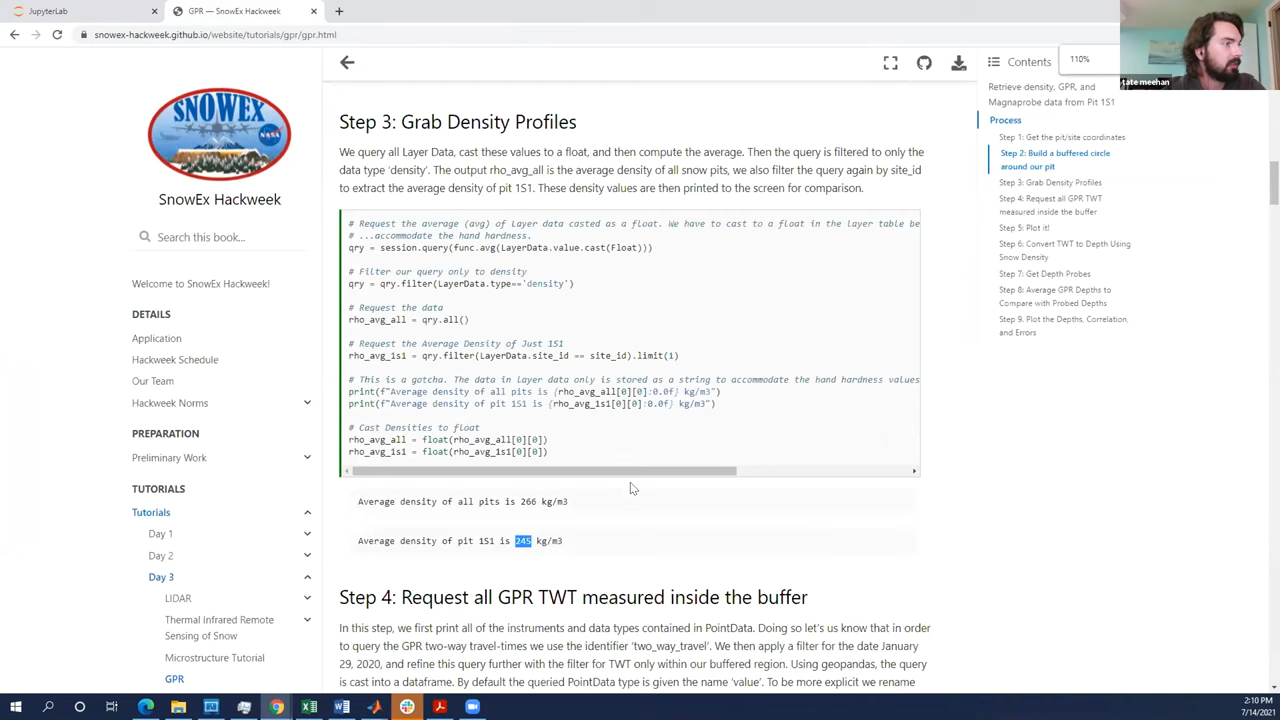 JupyterLab
GPR — SnowEx Hackweek
snowex-hackweek.github.io/website/tutorials/gpr/gpr.html
110%
tate meehan
SNOWEX
NASA
SnowEx Hackweek
Search this book...
Welcome to SnowEx Hackweek!
DETAILS
Application
Hackweek Schedule
Our Team
Hackweek Norms
PREPARATION
Preliminary Work
TUTORIALS
Tutorials
Day 1
Day 2
Day 3
LIDAR
Thermal Infrared Remote
Sensing of Snow
Microstructure Tutorial
GPR
Step 3: Grab Density Profiles
We query all Layer Data, cast these values to a float, and then compute the average. Then the query is filtered to only the
data type 'density'. The output rho_avg_all is the average density of all snow pits, we also filter the query again by site_id
to extract the average density of pit 1S1. These density values are then printed to the screen for comparison.
# Request the average (avg) of Layer data casted as a float. We have to cast to a float in the layer table be
# ...accommodate the hand hardness.
qry = session.query(func.avg(LayerData.value.cast(Float)))
# Filter our query only to density
qry = qry.filter(LayerData.type=='density')
# Request the data
rho_avg_all = qry.all()
# Request the Average Density of Just 1S1
rho_avg_1s1 = qry.filter(LayerData.site_id == site_id).limit(1)
# This is a gotcha. The data in layer data only is stored as a string to accommodate the hand hardness values
print(f"Average density of all pits is {rho_avg_all[0][0]:0.0f} kg/m3")
print(f"Average density of pit 1S1 is {rho_avg_1s1[0][0]:0.0f} kg/m3")
# Cast Densities to float
rho_avg_all = float(rho_avg_all[0][0])
rho_avg_1s1 = float(rho_avg_1s1[0][0])
Average density of all pits is 266 kg/m3
Average density of pit 1S1 is 245 kg/m3
Step 4: Request all GPR TWT measured inside the buffer
In this step, we first print all of the instruments and data types contained in PointData. Doing so let's us know that in order
to query the GPR two-way travel-times we use the identifier 'two_way_travel'. We then apply a filter for the date January
29, 2020, and refine this query further with the filter for TWT only within our buffered region. Using geopandas, the query
is cast into a dataframe. By default the queried PointData type is given the name 'value'. To be more explicit we rename
Contents
Retrieve density, GPR, and
Magnaprobe data from Pit 1S1
Process
Step 1: Get the pit/site coordinates
Step 2: Build a buffered circle
around our pit
Step 3: Grab Density Profiles
Step 4: Request all GPR TWT
measured inside the buffer
Step 5: Plot it!
Step 6: Convert TWT to Depth Using
Snow Density
Step 7: Get Depth Probes
Step 8: Average GPR Depths to
Compare with Probed Depths
Step 9. Plot the Depths, Correlation,
and Errors
2:10 PM
7/14/2021